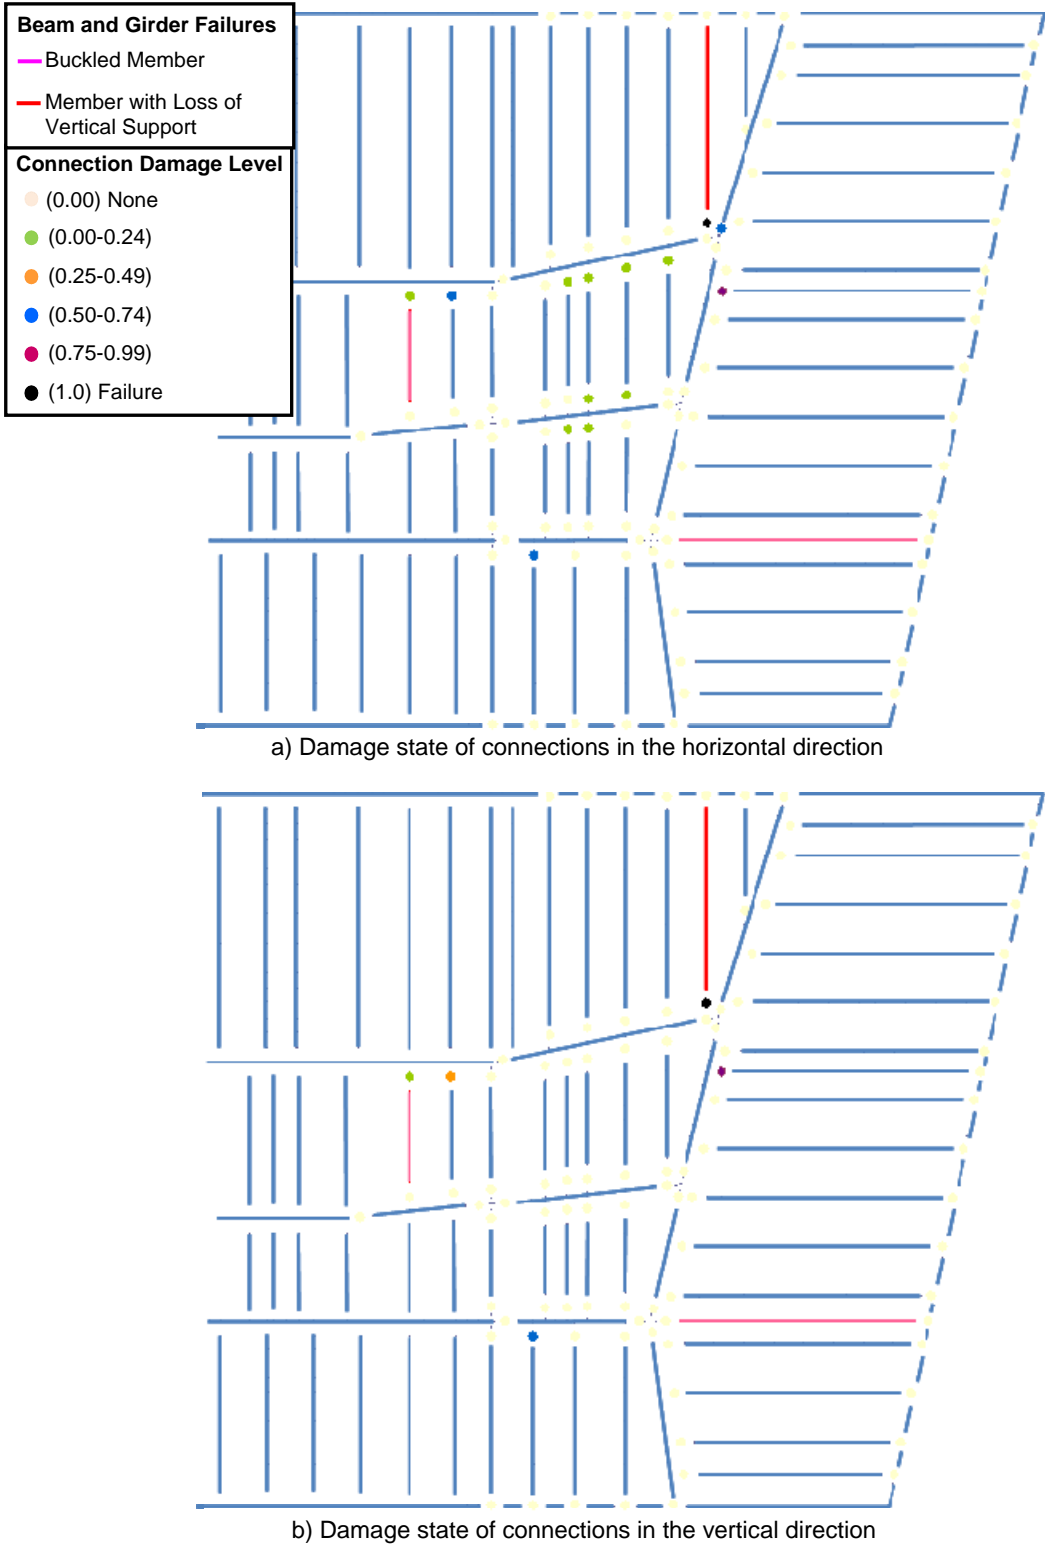 Beam and Girder Failures
Buckled Member
Member with Loss of
Vertical Support
Connection Damage Level
(0.00) None
(0.00-0.24)
(0.25-0.49)
(0.50-0.74)
(0.75-0.99)
(1.0) Failure
a) Damage state of connections in the horizontal direction
b) Damage state of connections in the vertical direction